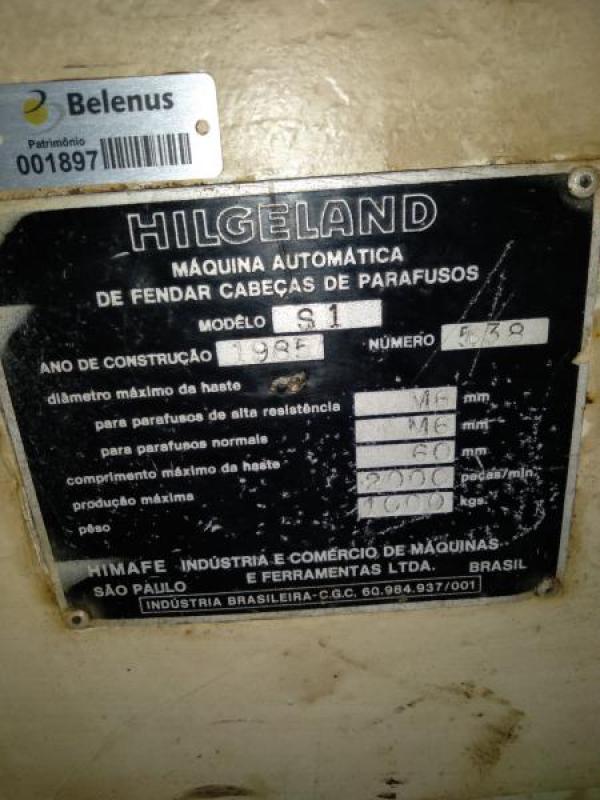 Belenus
Patrimônio
001897
HILGELAND
MÁQUINA AUTOMÁTICA
DE FENDAR CABEÇAS DE PARAFUSOS
MODÊLO S1
ANO DE CONSTRUÇÃO 1985 NÚMERO 538
diâmetro máximo da haste
para parafusos de alta resistência M6 mm
para parafusos normais M6 mm
comprimento máximo da haste 60 mm
produção máxima 2000 peças/min.
pêso 1000 kgs.
HIMAFE INDÚSTRIA E COMÉRCIO DE MÁQUINAS
E FERRAMENTAS LTDA.
SÃO PAULO BRASIL
INDÚSTRIA BRASILEIRA-C.G.C. 60.984.937/001